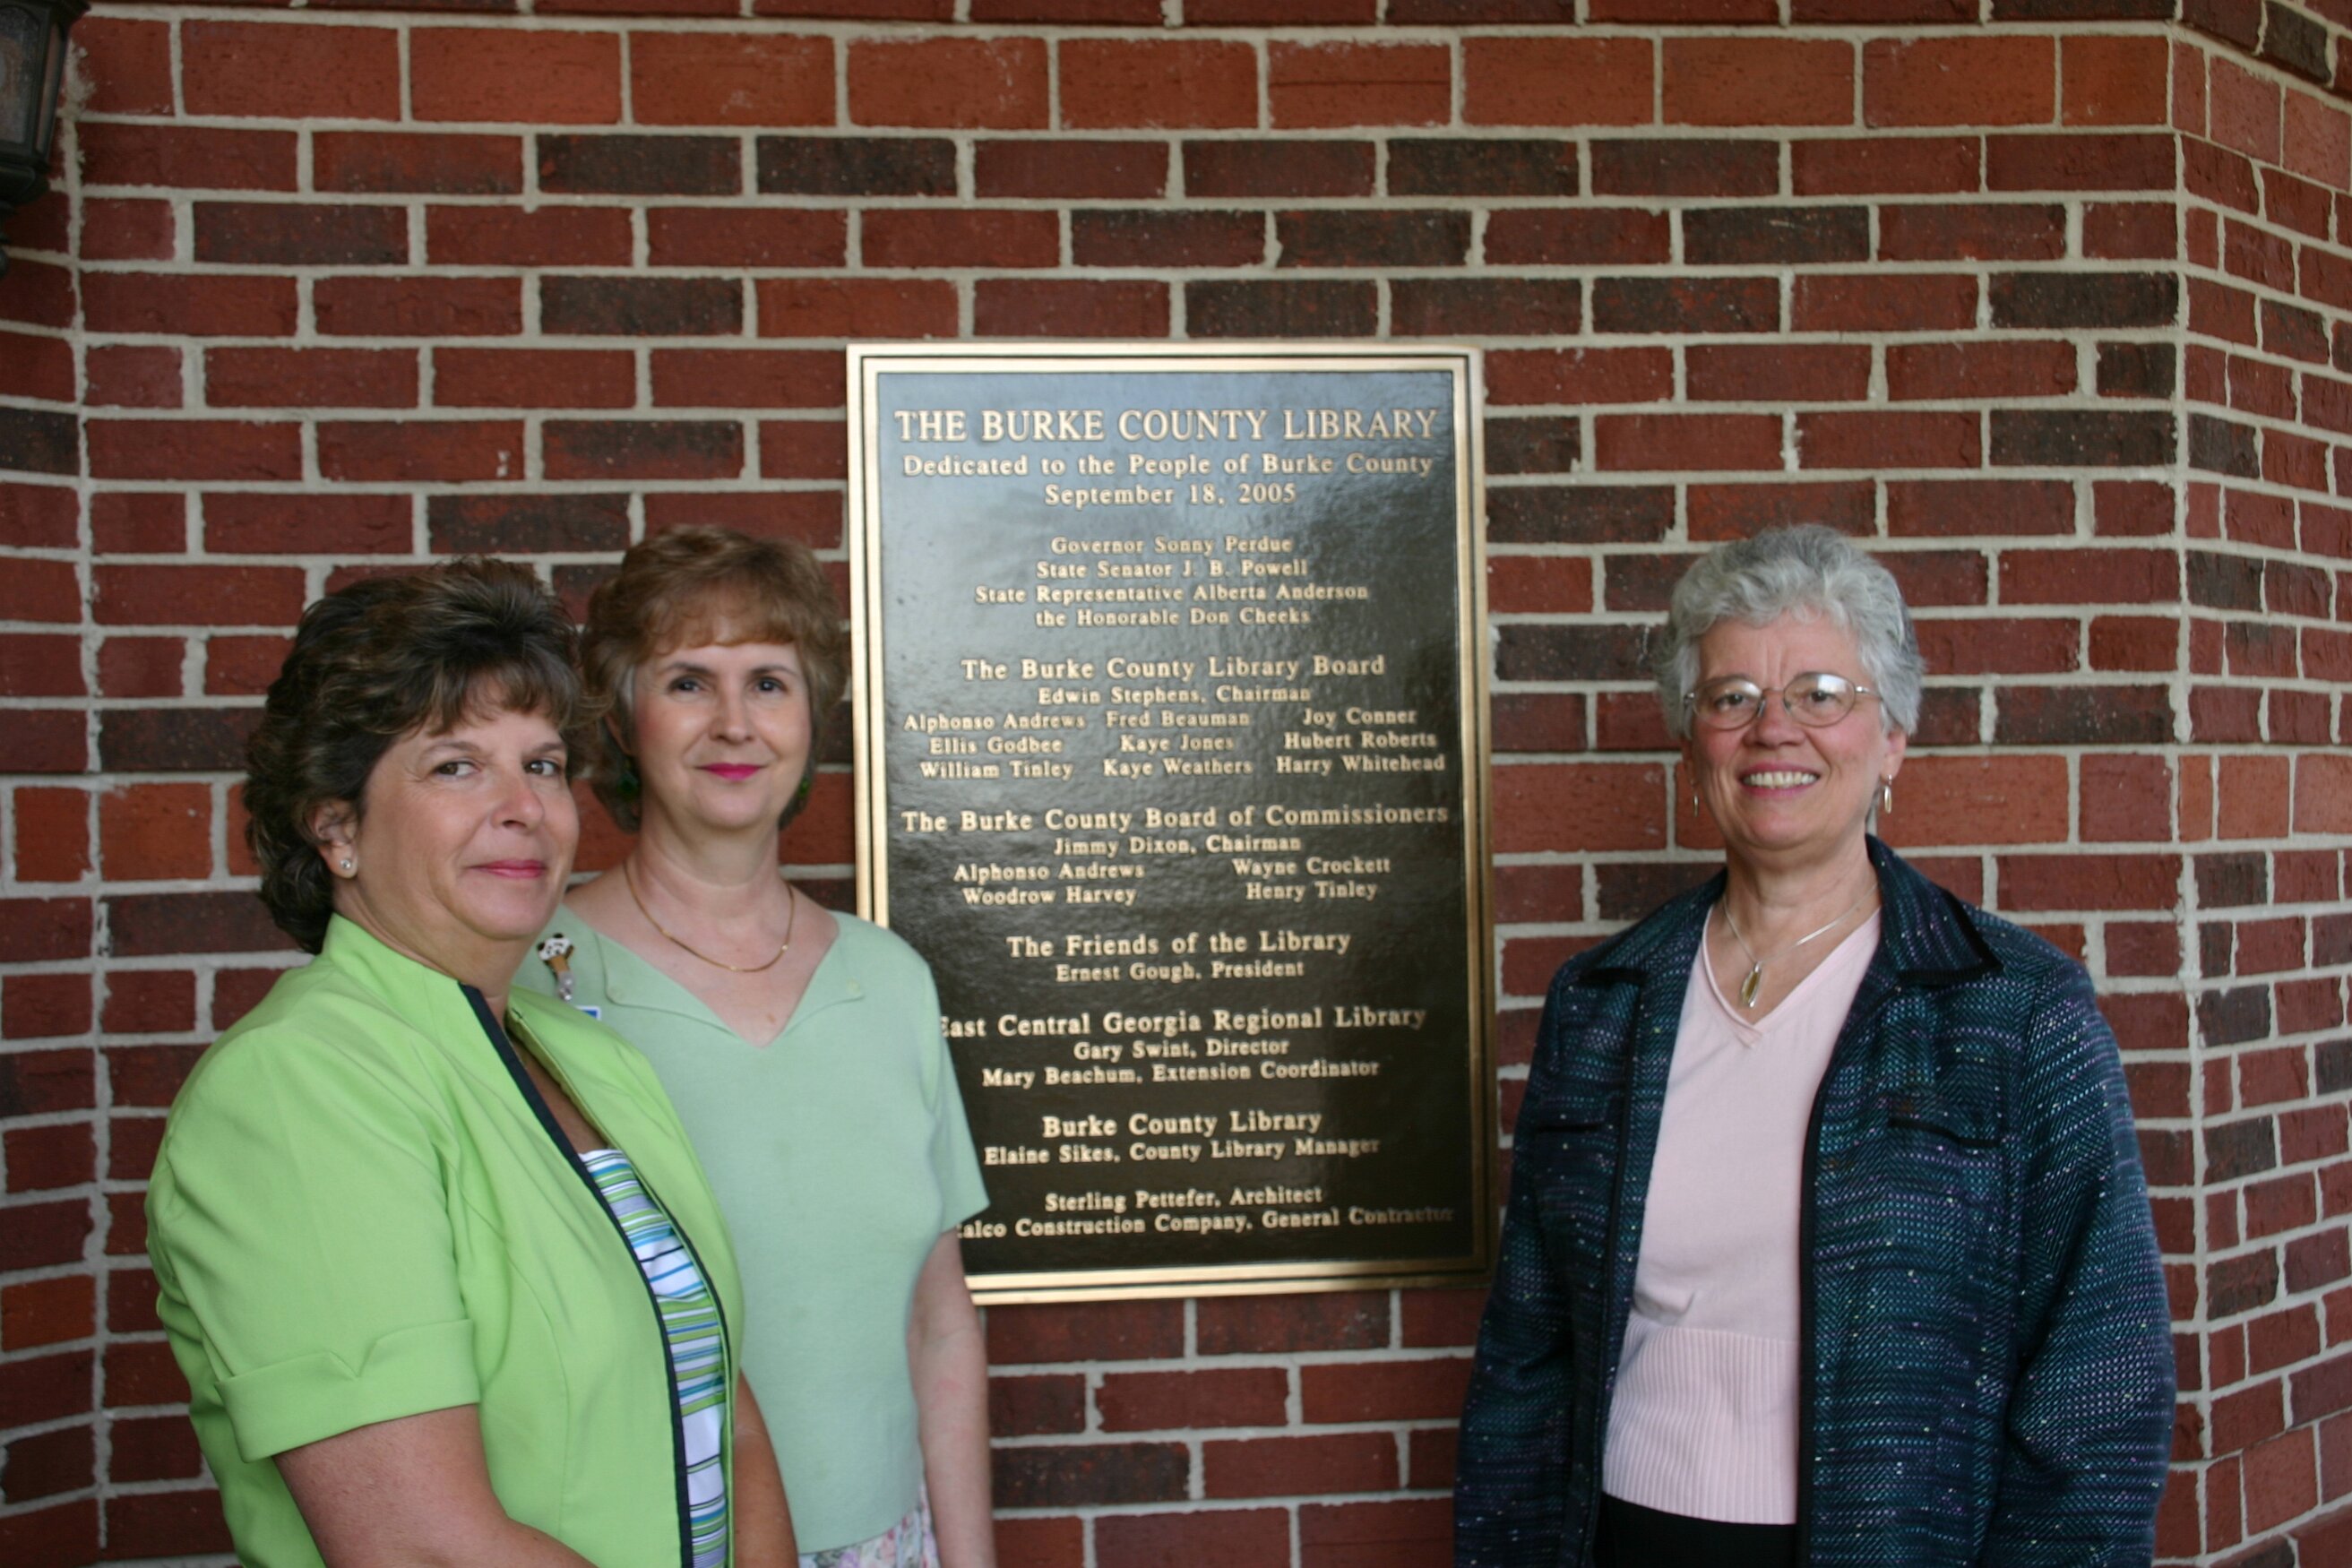 THE BURKE COUNTY LIBRARY
Dedicated to the People of Burke County
September 18, 2005
Governor Sonny Perdue
State Senator J. B. Powell
State Representative Alberta Anderson
the Honorable Don Cheeks
The Burke County Library Board
Edwin Stephens, Chairman
Alphonso Andrews Fred Beauman Joy Conner
Ellis Godbee Kaye Jones Hubert Roberts
William Tinley Kaye Weathers Harry Whitehead
The Burke County Board of Commissioners
Jimmy Dixon, Chairman
Alphonso Andrews Wayne Crockett
Woodrow Harvey Henry Tinley
The Friends of the Library
Ernest Gough, President
East Central Georgia Regional Library
Gary Swint, Director
Mary Beachum, Extension Coordinator
Burke County Library
Elaine Sikes, County Library Manager
Sterling Pettefer, Architect
Construction Company, General Contractor